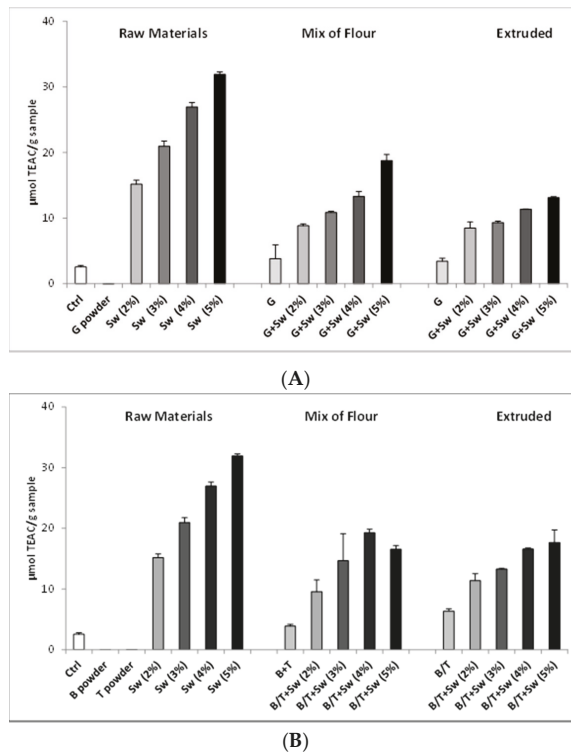 40
30
20
10
0
µmol TEAC/g sample
Raw Materials
Mix of Flour
Extruded
Ctrl
G powder
Sw (2%)
Sw (3%)
Sw (4%)
Sw (5%)
G
G+Sw (2%)
G+Sw (3%)
G+Sw (4%)
G+Sw (5%)
G
G+Sw (2%)
G+Sw (3%)
G+Sw (4%)
G+Sw (5%)
(A)
40
30
20
10
0
µmol TEAC/g sample
Raw Materials
Mix of Flour
Extruded
Ctrl
B powder
T powder
Sw (2%)
Sw (3%)
Sw (4%)
Sw (5%)
B+T
B/T+Sw (2%)
B/T+Sw (3%)
B/T+Sw (4%)
B/T+Sw (5%)
B/T
B/T+Sw (2%)
B/T+Sw (3%)
B/T+Sw (4%)
B/T+Sw (5%)
(B)